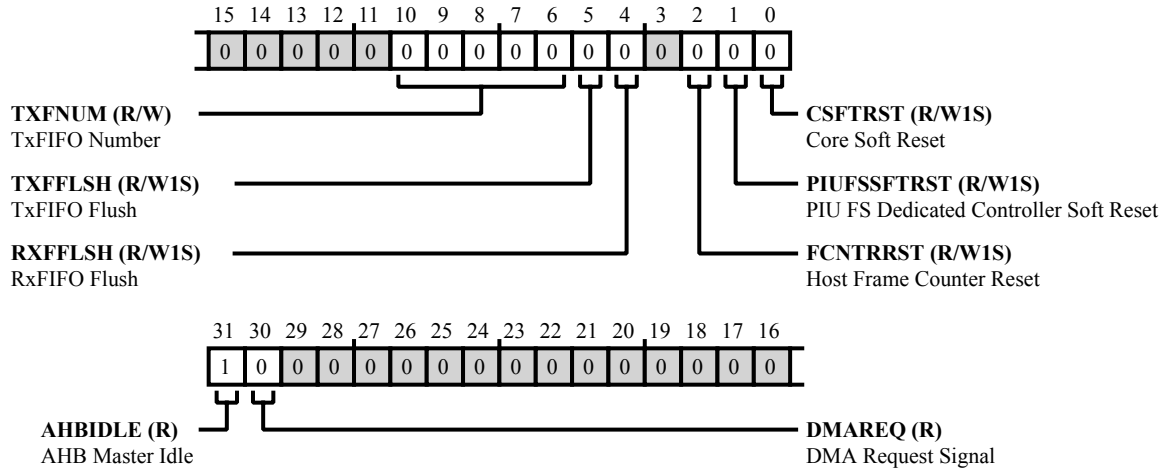 15 14 13 12 11 10 9 8 7 6 5 4 3 2 1 0
0 0 0 0 0 0 0 0 0 0 0 0 0 0 0 0
TXFNUM (R/W)
TxFIFO Number
CSFTRST (R/W1S)
Core Soft Reset
TXFFLSH (R/W1S)
TxFIFO Flush
PIUFSSFTRST (R/W1S)
PIU FS Dedicated Controller Soft Reset
RXFFLSH (R/W1S)
RxFIFO Flush
FCNTRRST (R/W1S)
Host Frame Counter Reset
31 30 29 28 27 26 25 24 23 22 21 20 19 18 17 16
1 0 0 0 0 0 0 0 0 0 0 0 0 0 0 0
AHBIDLE (R)
AHB Master Idle
DMAREQ (R)
DMA Request Signal